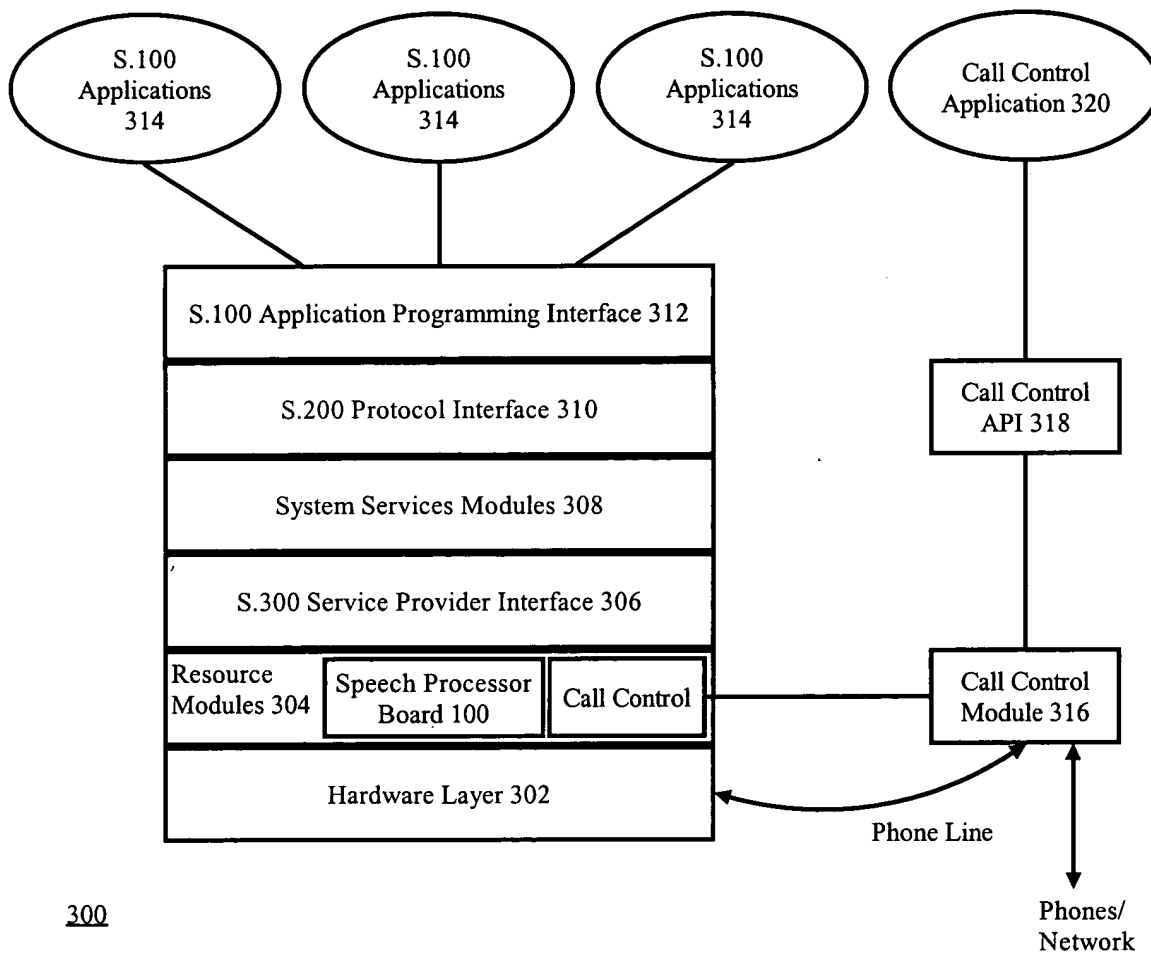 S.100
Applications
314
S.100
Applications
314
S.100
Applications
314
Call Control
Application 320
S.100 Application Programming Interface 312
S.200 Protocol Interface 310
Call Control
API 318
System Services Modules 308
S.300 Service Provider Interface 306
Resource
Modules 304
Speech Processor
Board 100
Call Control
Call Control
Module 316
Hardware Layer 302
Phone Line
300
Phones/
Network